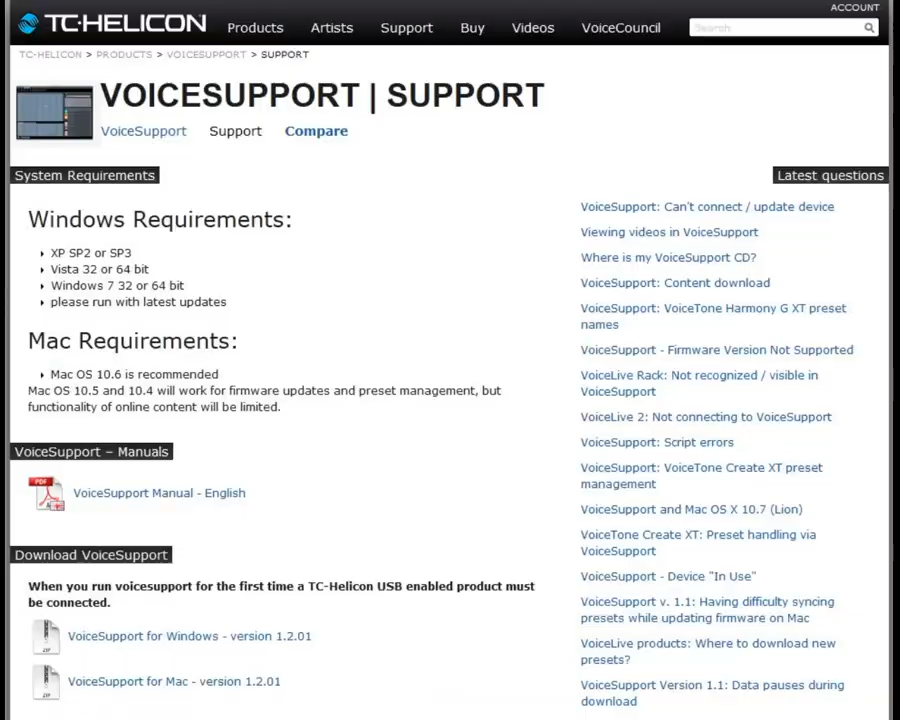 ACCOUNT
TC·HELICON
Products
Artists
Support
Buy
Videos
VoiceCouncil
Search
TC-HELICON > PRODUCTS > VOICESUPPORT > SUPPORT
VOICESUPPORT | SUPPORT
VoiceSupport
Support
Compare
System Requirements
Windows Requirements:
XP SP2 or SP3
Vista 32 or 64 bit
Windows 7 32 or 64 bit
please run with latest updates
Mac Requirements:
Mac OS 10.6 is recommended
Mac OS 10.5 and 10.4 will work for firmware updates and preset management, but
functionality of online content will be limited.
VoiceSupport – Manuals
PDF
VoiceSupport Manual - English
Download VoiceSupport
When you run voicesupport for the first time a TC-Helicon USB enabled product must
be connected.
ZIP
VoiceSupport for Windows - version 1.2.01
ZIP
VoiceSupport for Mac - version 1.2.01
Latest questions
VoiceSupport: Can't connect / update device
Viewing videos in VoiceSupport
Where is my VoiceSupport CD?
VoiceSupport: Content download
VoiceSupport: VoiceTone Harmony G XT preset
names
VoiceSupport - Firmware Version Not Supported
VoiceLive Rack: Not recognized / visible in
VoiceSupport
VoiceLive 2: Not connecting to VoiceSupport
VoiceSupport: Script errors
VoiceSupport: VoiceTone Create XT preset
management
VoiceSupport and Mac OS X 10.7 (Lion)
VoiceTone Create XT: Preset handling via
VoiceSupport
VoiceSupport - Device "In Use"
VoiceSupport v. 1.1: Having difficulty syncing
presets while updating firmware on Mac
VoiceLive products: Where to download new
presets?
VoiceSupport Version 1.1: Data pauses during
download